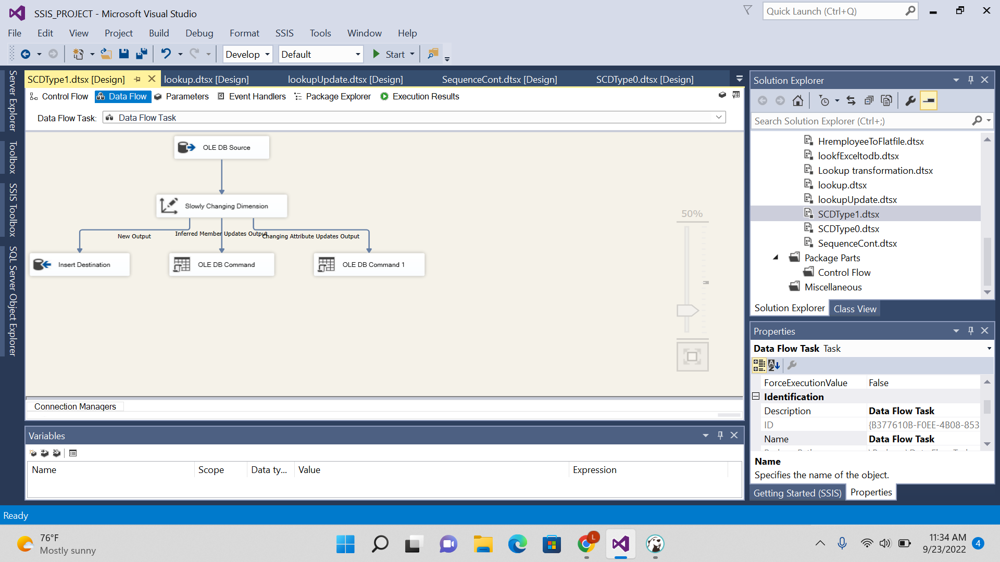 SSIS_PROJECT - Microsoft Visual Studio
Quick Launch (Ctrl+Q)
File Edit View Project Build Debug Format SSIS Tools Window Help
Develop Default Start
SCDType1.dtsx [Design] lookup.dtsx [Design] lookupUpdate.dtsx [Design] SequenceCont.dtsx [Design] SCDType0.dtsx [Design]
Control Flow Data Flow Parameters Event Handlers Package Explorer Execution Results
Data Flow Task: Data Flow Task
Server Explorer
Toolbox
SSIS Toolbox
SQL Server Object Explorer
OLE DB Source
Slowly Changing Dimension
New Output
Inferred Member Updates Output
Changing Attribute Updates Output
Insert Destination
OLE DB Command
OLE DB Command 1
50%
Connection Managers
Variables
Name Scope Data ty... Value Expression
Solution Explorer
Search Solution Explorer (Ctrl+;)
HremployeeToFlatfile.dtsx
lookfExceltodb.dtsx
Lookup transformation.dtsx
lookup.dtsx
lookupUpdate.dtsx
SCDType1.dtsx
SCDType0.dtsx
SequenceCont.dtsx
Package Parts
Control Flow
Miscellaneous
Solution Explorer Class View
Properties
Data Flow Task Task
ForceExecutionValue False
Identification
Description Data Flow Task
ID {B377610B-F0EE-4B08-853
Name Data Flow Task
Name
Specifies the name of the object.
Getting Started (SSIS) Properties
Ready
76°F
Mostly sunny
L
11:34 AM
9/23/2022
4